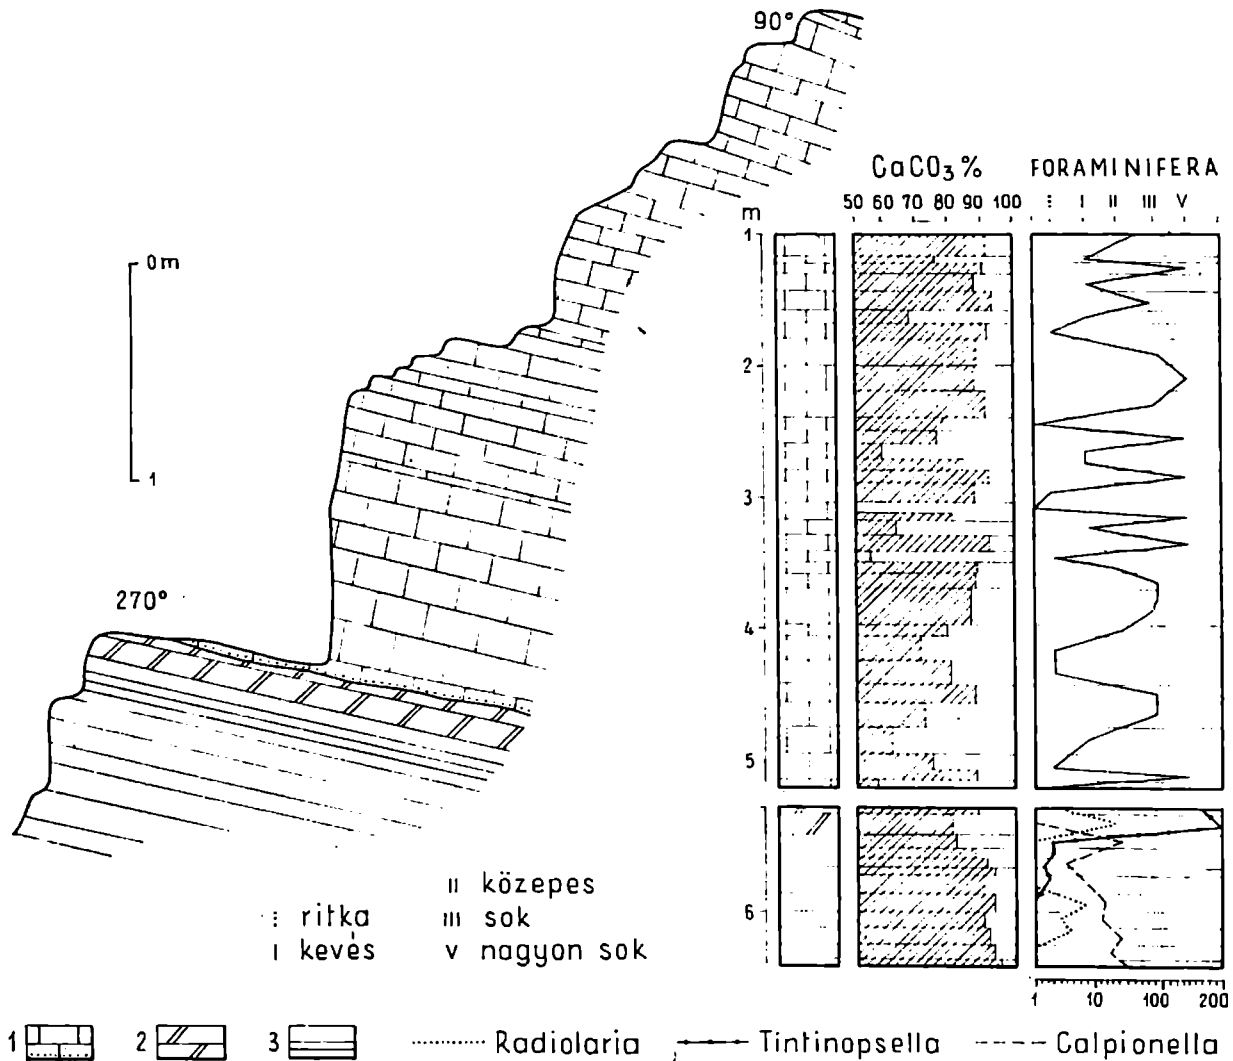 90°
CaCO₃ % FORAMINIFERA
50 60 70 80 90 100 ⁝ I II III V
m
1
2
3
4
5
6
0m
1
270°
II közepes
⁝ ritka III sok
I kevés V nagyon sok
1 10 100 200
1 2 3 Radiolaria Tintinopsella Calpionella